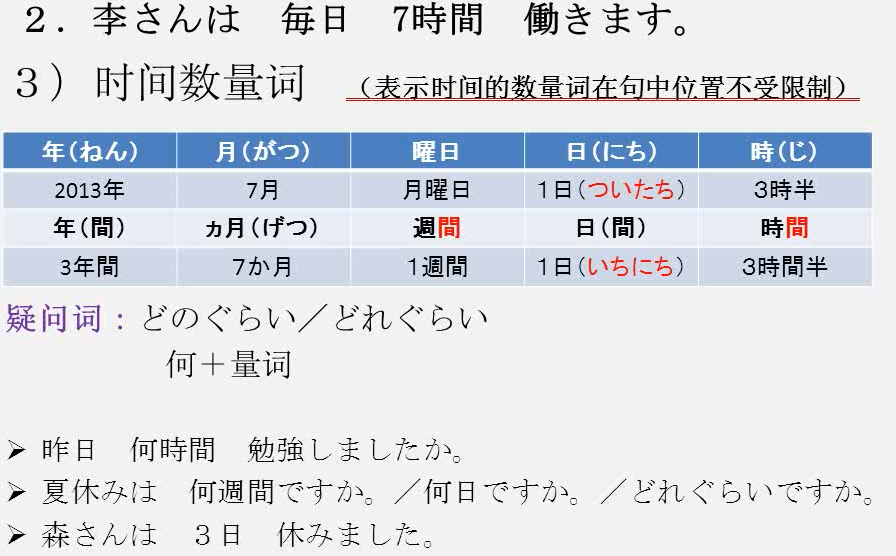 ２．李さんは　毎日　7時間　働きます。
３）时间数量词　（表示时间的数量词在句中位置不受限制）
年（ねん）　月（がつ）　曜日　日（にち）　時（じ）
2013年　7月　月曜日　１日（ついたち）　３時半
年（間）　ヵ月（げつ）　週間　日（間）　時間
3年間　７か月　１週間　１日（いちにち）　３時間半
疑问词：どのぐらい／どれぐらい
何＋量词
➢ 昨日　何時間　勉強しましたか。
➢ 夏休みは　何週間ですか。／何日ですか。／どれぐらいですか。
➢ 森さんは　３日　休みました。